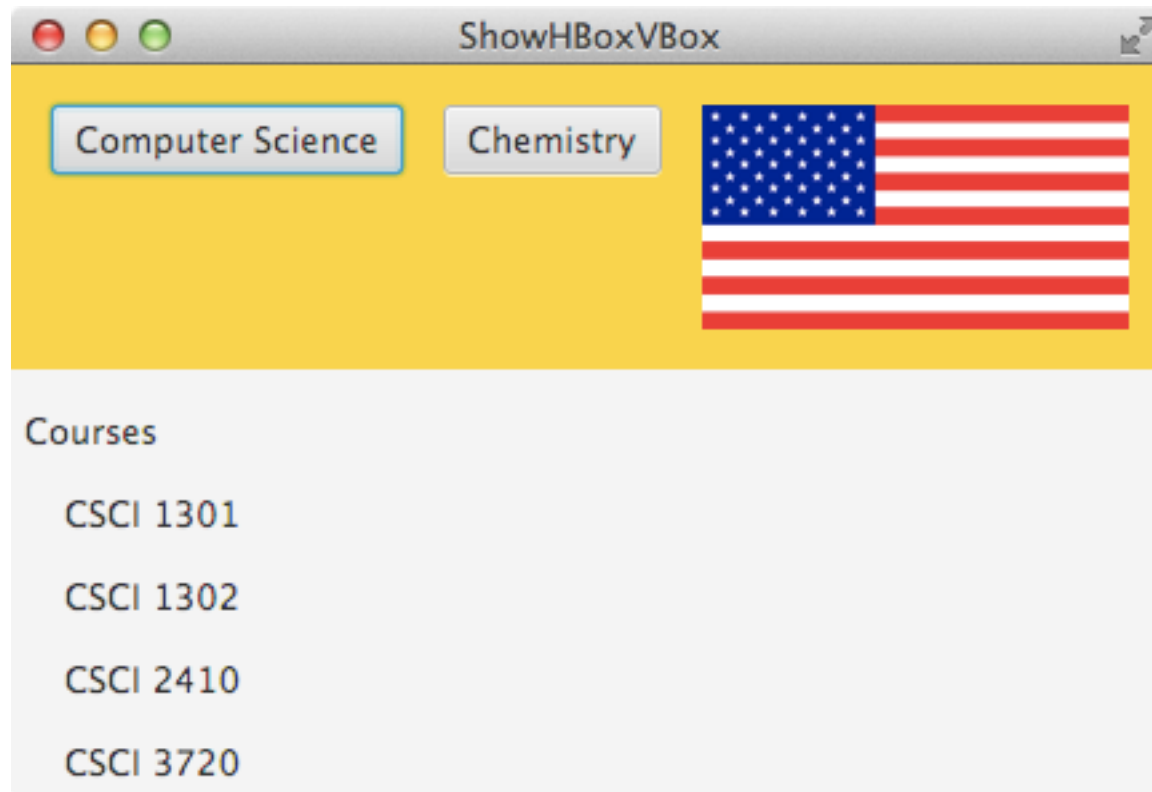 ShowHBoxVBox
Computer Science Chemistry
Courses
CSCI 1301
CSCI 1302
CSCI 2410
CSCI 3720